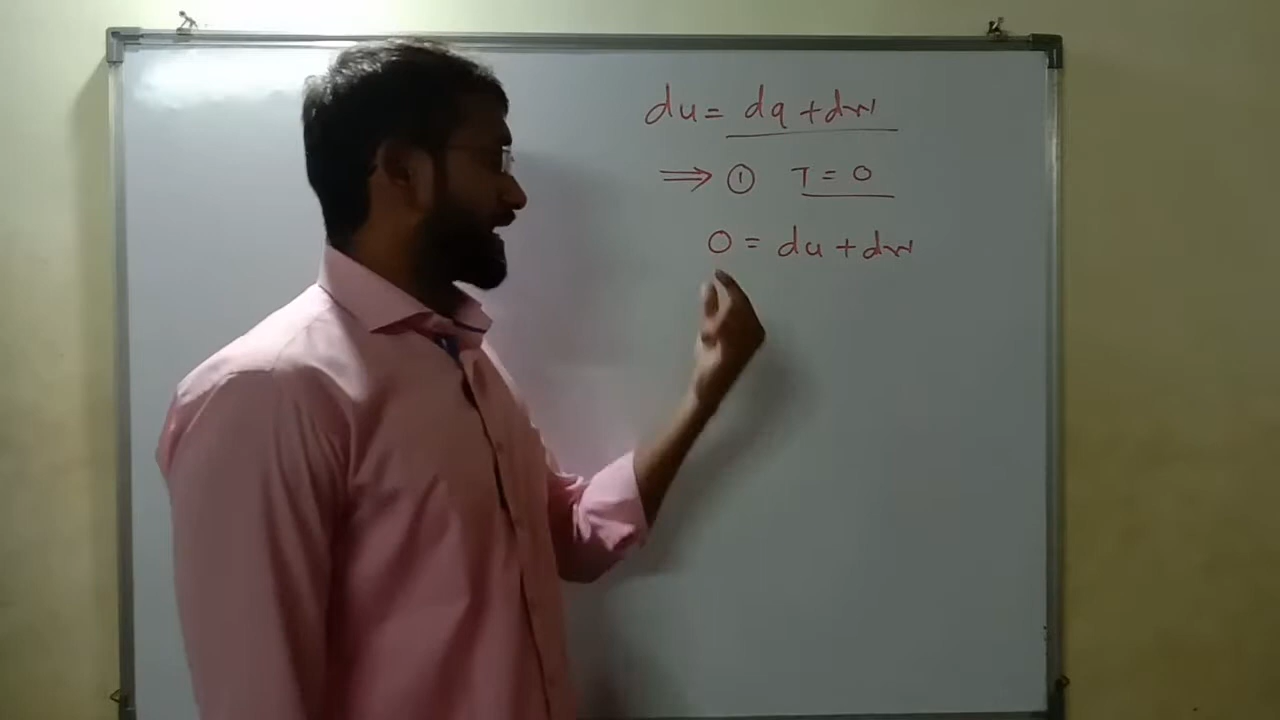 du = dq + dw
⇒ ① T = 0
0 = du + dw